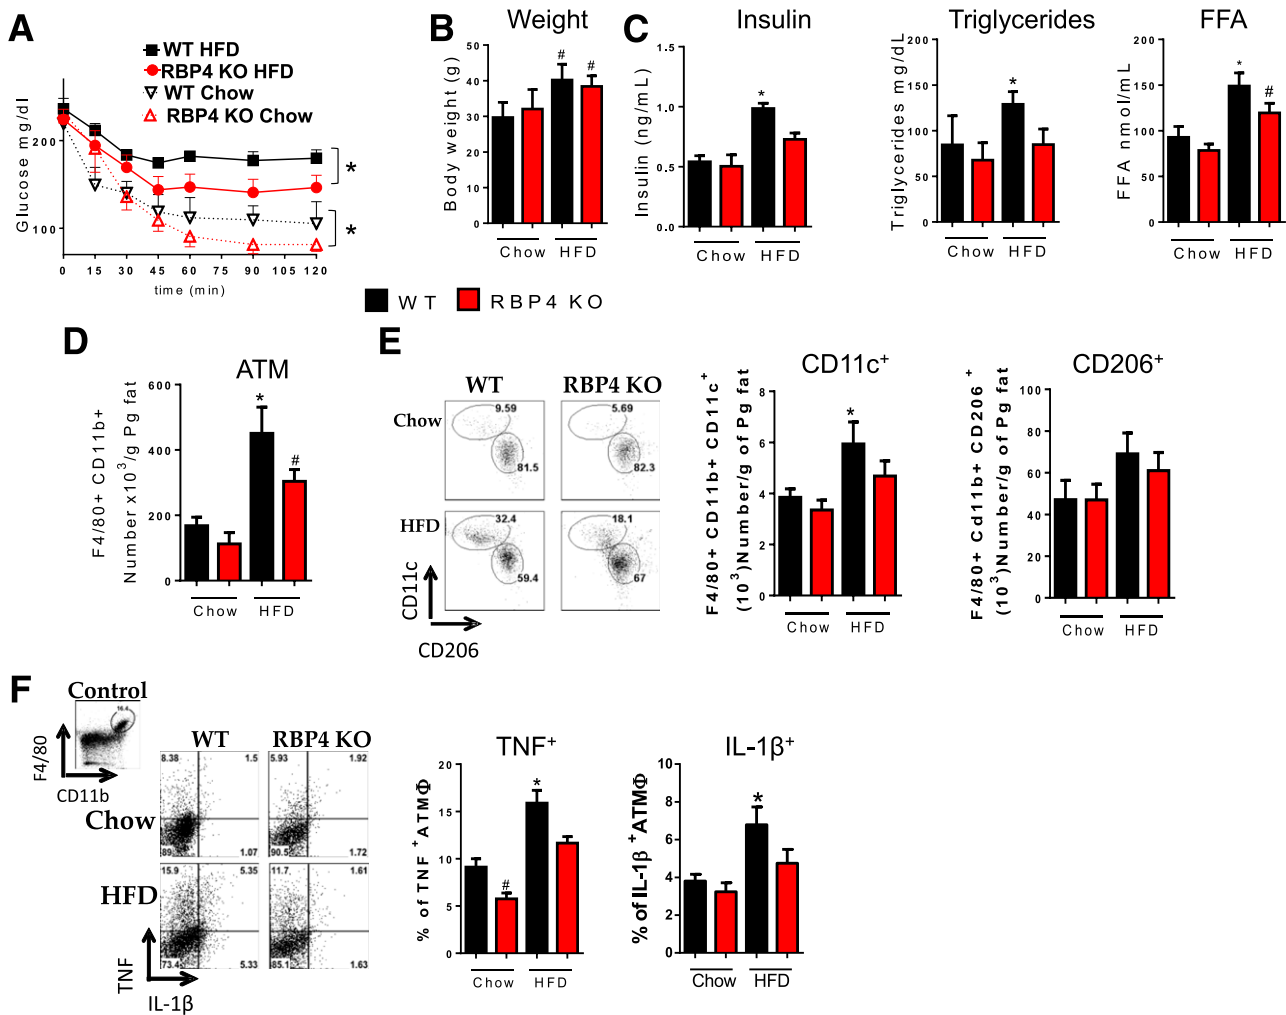 A
WT HFD
RBP4 KO HFD
WT Chow
RBP4 KO Chow
Glucose mg/dl
200
100
*
*
0 15 30 45 60 75 90 105 120
time (min)
B
Weight
Body weight (g)
50
40
30
20
10
0
# #
Chow HFD
C
Insulin
Insulin (ng/mL)
1.5
1.0
0.5
0.0
*
Chow HFD
Triglycerides
Triglycerides mg/dL
200
150
100
50
0
*
Chow HFD
FFA
FFA nmol/mL
200
150
100
50
0
*
#
Chow HFD
WT RBP4 KO
D
ATM
F4/80+ CD11b+
Number x10³/g Pg fat
600
400
200
0
*
#
Chow HFD
E
WT RBP4 KO
Chow
9.59 5.69
81.5 82.3
HFD
32.4 18.1
59.4 67
CD11c
CD206
CD11c⁺
F4/80+ CD11b+ CD11c⁺
(10³)Number/g of Pg fat
8
6
4
2
0
*
Chow HFD
CD206⁺
F4/80+ Cd11b+ CD206⁺
(10³)Number/g of Pg fat
100
80
60
40
20
0
Chow HFD
F
Control
16.4
F4/80
CD11b
WT RBP4 KO
Chow
8.38 1.5 5.93 1.92
89 1.07 90.5 1.72
HFD
15.9 5.35 11.7 1.61
73.4 5.33 85.1 1.63
TNF
IL-1β
TNF⁺
% of TNF⁺ATMΦ
20
15
10
5
0
#
*
Chow HFD
IL-1β⁺
% of IL-1β⁺ATMΦ
10
8
6
4
2
0
*
Chow HFD